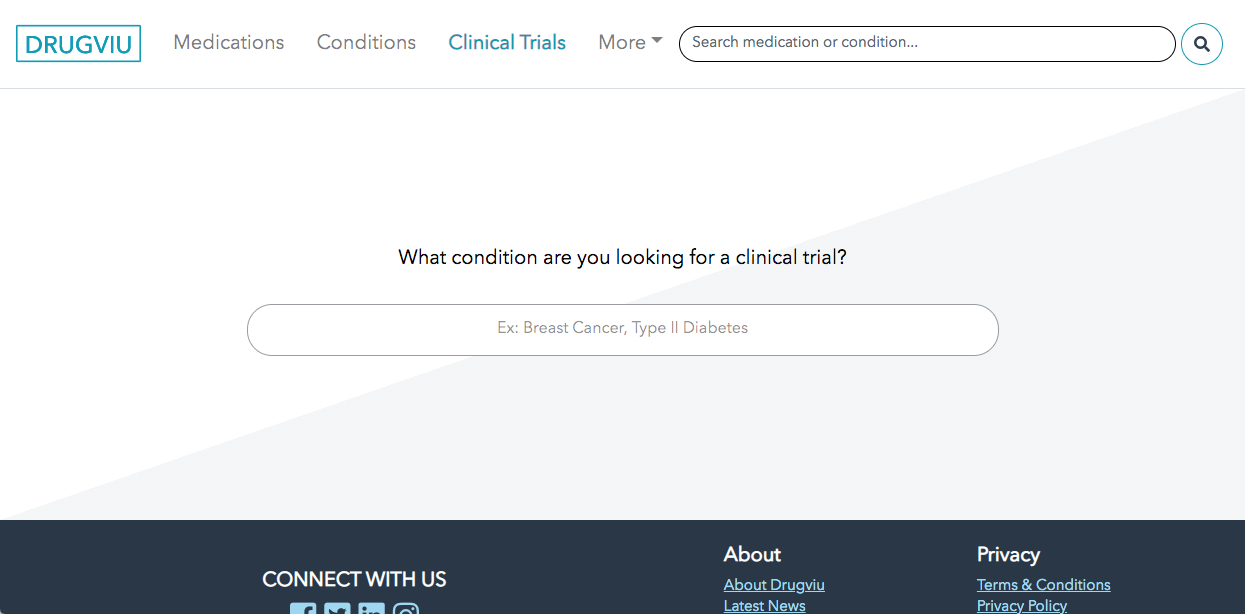 DRUGVIU
Medications
Conditions
Clinical Trials
More
Search medication or condition...
What condition are you looking for a clinical trial?
Ex: Breast Cancer, Type II Diabetes
CONNECT WITH US
About
About Drugviu
Latest News
Privacy
Terms & Conditions
Privacy Policy